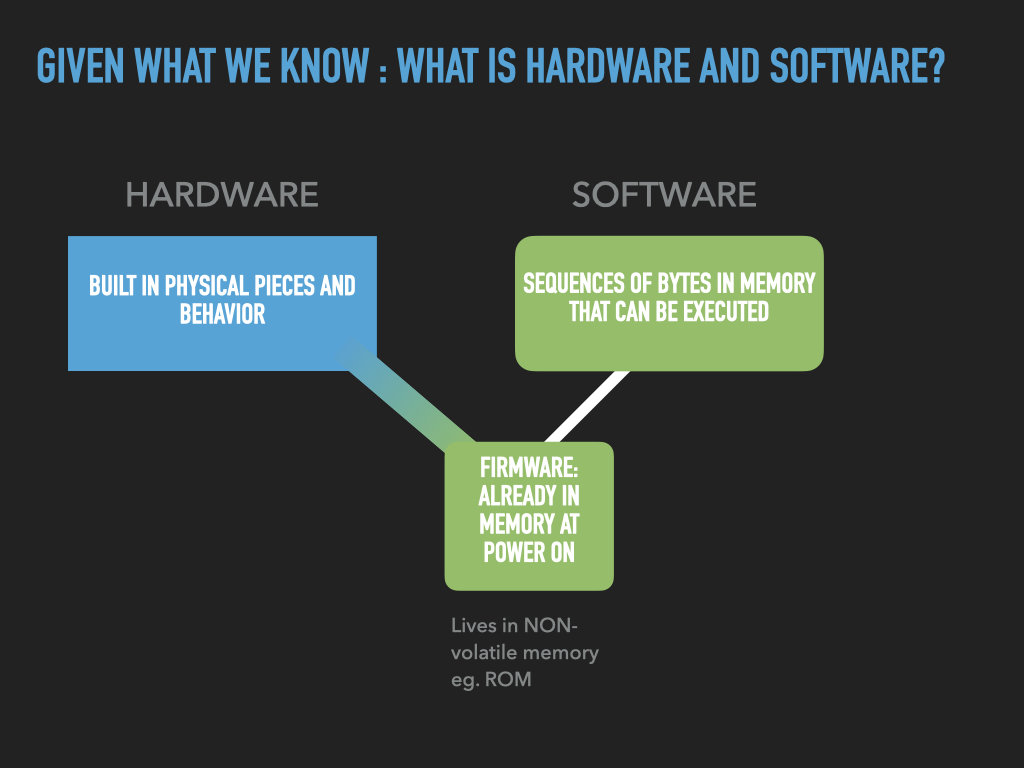 GIVEN WHAT WE KNOW : WHAT IS HARDWARE AND SOFTWARE?
HARDWARE
BUILT IN PHYSICAL PIECES AND
BEHAVIOR
SOFTWARE
SEQUENCES OF BYTES IN MEMORY
THAT CAN BE EXECUTED
FIRMWARE:
ALREADY IN
MEMORY AT
POWER ON
Lives in NON-
volatile memory
eg. ROM